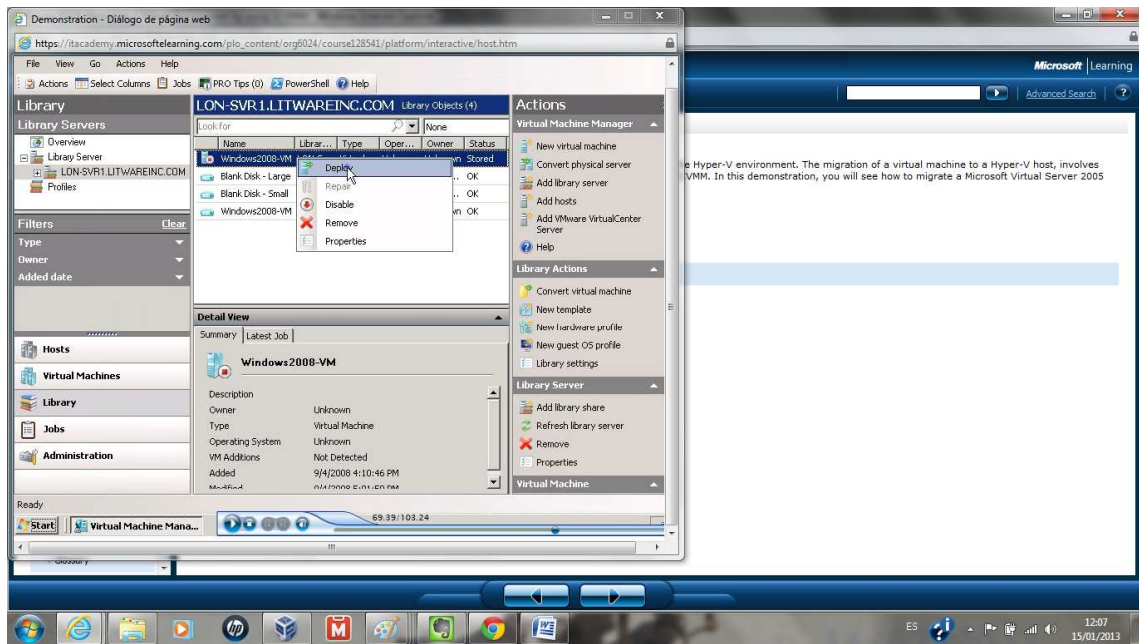 Demonstration - Diálogo de página web
https://itacademy.microsoftelearning.com/plo_content/org6024/course128541/platform/interactive/host.htm
File View Go Actions Help
Actions Select Columns Jobs PRO Tips (0) PowerShell Help
Library
Library Servers
Overview
Library Server
LON-SVR1.LITWAREINC.COM
Profiles
Filters Clear
Type
Owner
Added date
Hosts
Virtual Machines
Library
Jobs
Administration
LON-SVR1.LITWAREINC.COM Library Objects (4)
Look for None
Name Librar... Type Oper... Owner Status
Windows2008-VM Stored
Blank Disk - Large OK
Blank Disk - Small OK
Windows2008-VM OK
Deploy
Repair
Disable
Remove
Properties
Detail View
Summary Latest Job
Windows2008-VM
Description
Owner Unknown
Type Virtual Machine
Operating System Unknown
VM Additions Not Detected
Added 9/4/2008 4:10:46 PM
Modified
Actions
Virtual Machine Manager
New virtual machine
Convert physical server
Add library server
Add hosts
Add VMware VirtualCenter
Server
Help
Library Actions
Convert virtual machine
New template
New hardware profile
New guest OS profile
Library settings
Library Server
Add library share
Refresh library server
Remove
Properties
Virtual Machine
Ready
Start Virtual Machine Mana...
69.39/103.24
Glossary
Microsoft Learning
Advanced Search ?
e Hyper-V environment. The migration of a virtual machine to a Hyper-V host, involves
VMM. In this demonstration, you will see how to migrate a Microsoft Virtual Server 2005
ES
12:07
15/01/2013